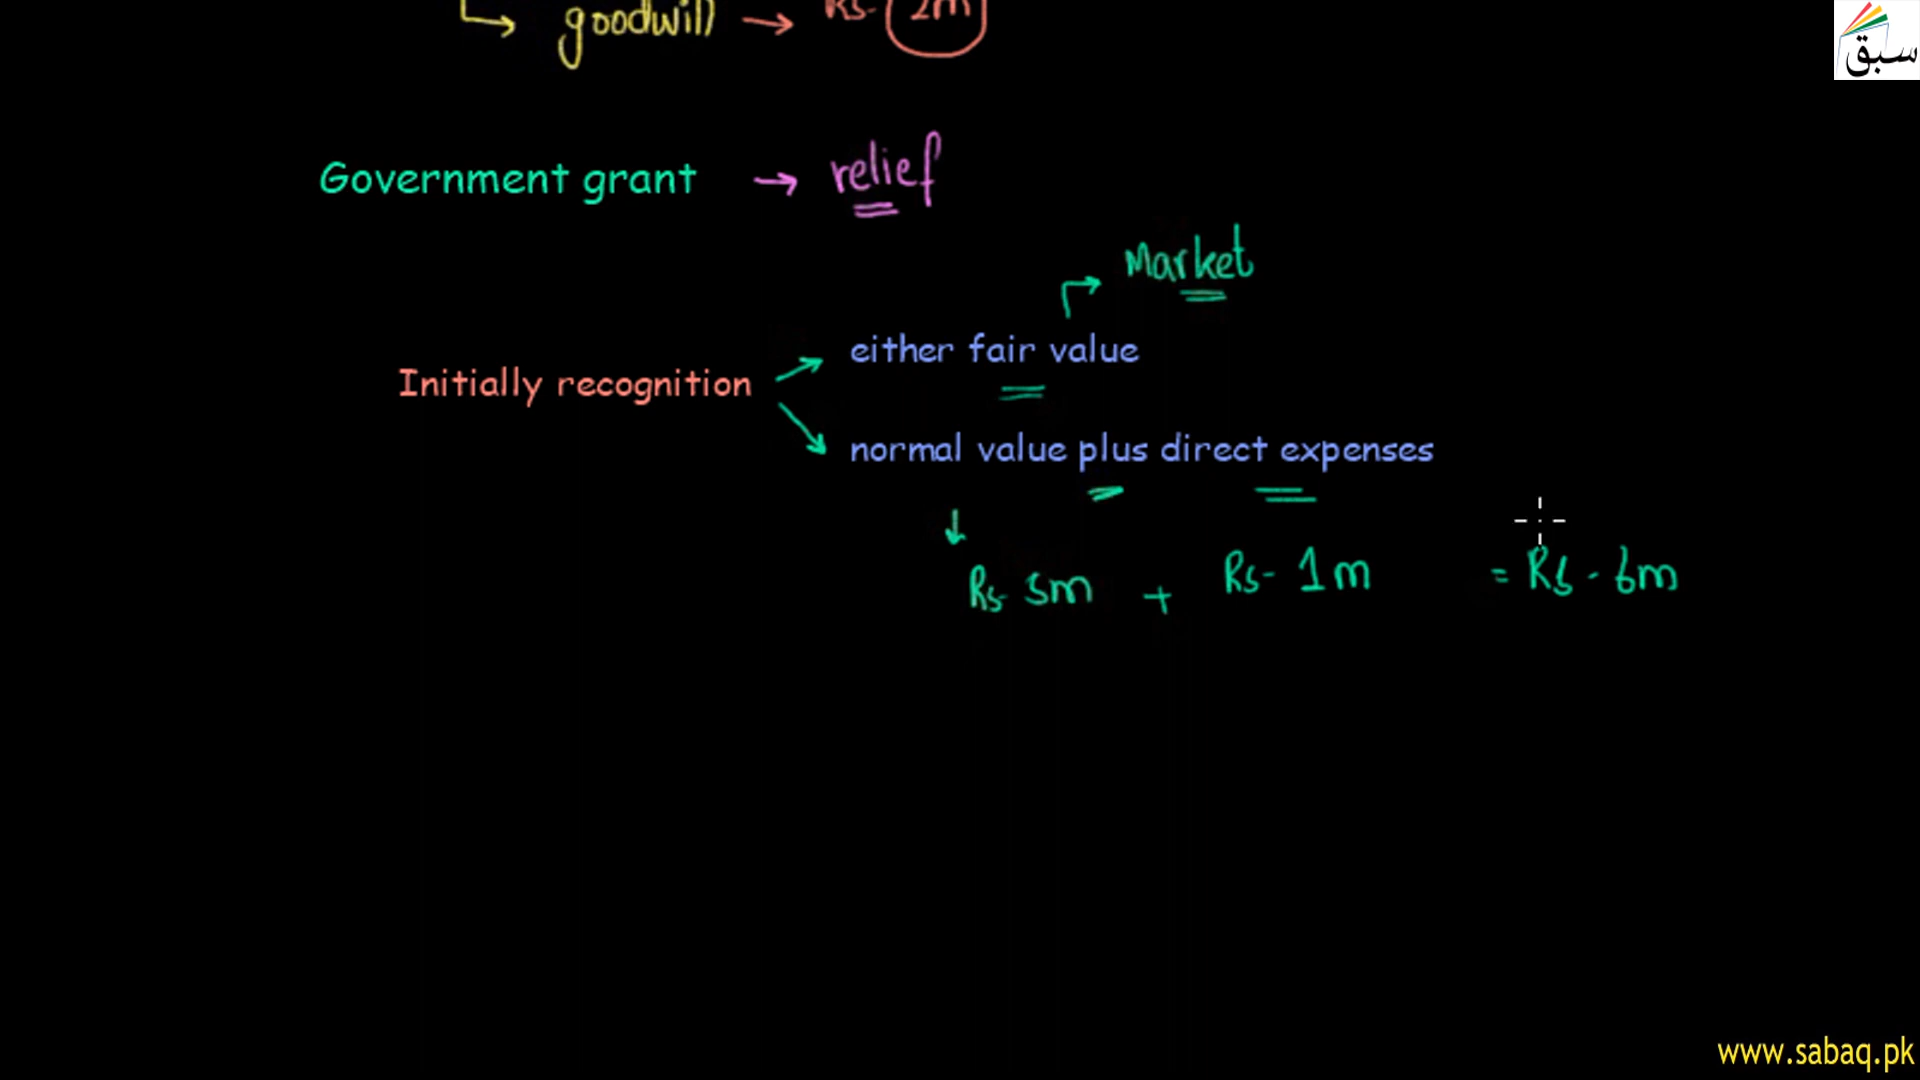 goodwill → Rs- 2m
سبق
Government grant → relief
Market
either fair value
Initially recognition
normal value plus direct expenses
Rs 5m + Rs- 1m = Rs - 6m
www.sabaq.pk